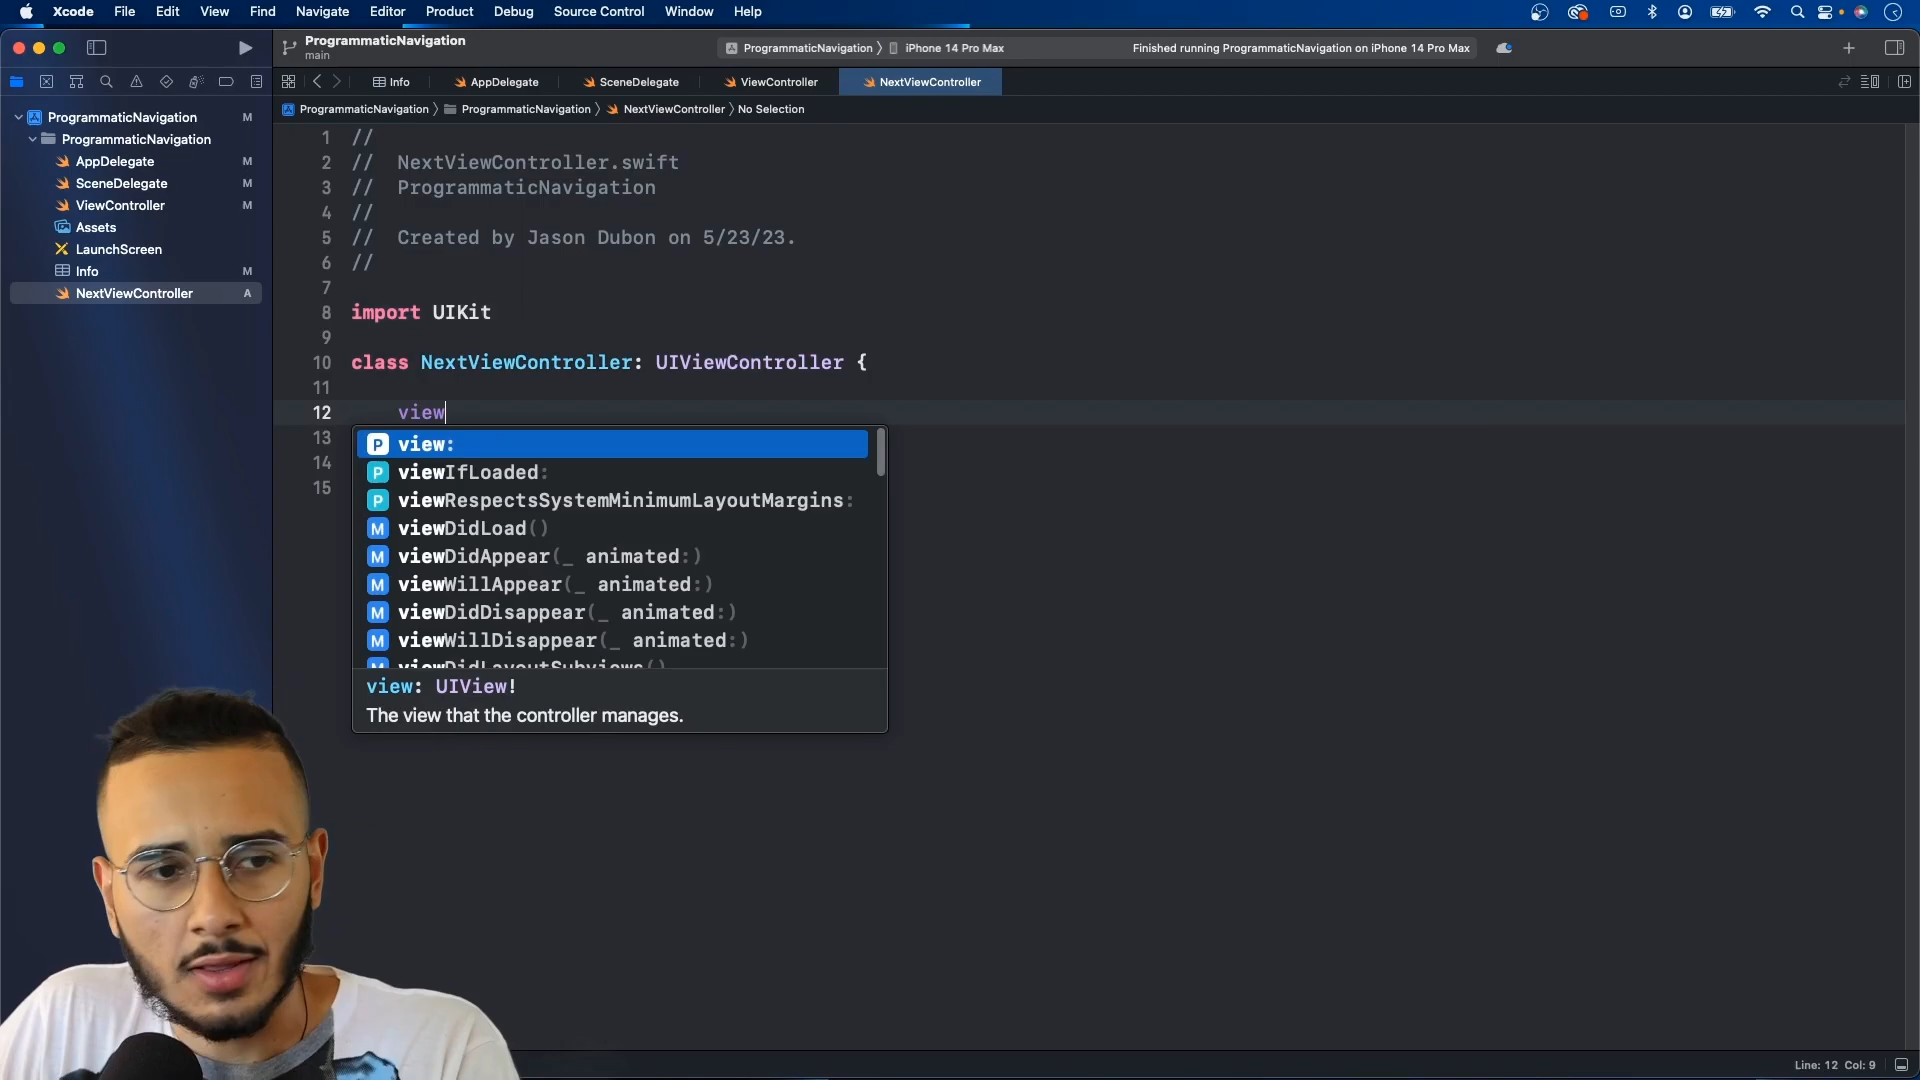 Xcode File Edit View Find Navigate Editor Product Debug Source Control Window Help
ProgrammaticNavigation
main
ProgrammaticNavigation
iPhone 14 Pro Max
Finished running ProgrammaticNavigation on iPhone 14 Pro Max
Info
AppDelegate
SceneDelegate
ViewController
NextViewController
ProgrammaticNavigation
ProgrammaticNavigation
NextViewController
No Selection
ProgrammaticNavigation M
ProgrammaticNavigation
AppDelegate M
SceneDelegate M
ViewController M
Assets
LaunchScreen
Info M
NextViewController A
1 //
2 // NextViewController.swift
3 // ProgrammaticNavigation
4 //
5 // Created by Jason Dubon on 5/23/23.
6 //
7
8 import UIKit
9
10 class NextViewController: UIViewController {
11
12 view
13
14
15
P view:
P viewIfLoaded:
P viewRespectsSystemMinimumLayoutMargins:
M viewDidLoad()
M viewDidAppear(_ animated:)
M viewWillAppear(_ animated:)
M viewDidDisappear(_ animated:)
M viewWillDisappear(_ animated:)
M viewDidLayoutSubviews()
view: UIView!
The view that the controller manages.
Line: 12 Col: 9